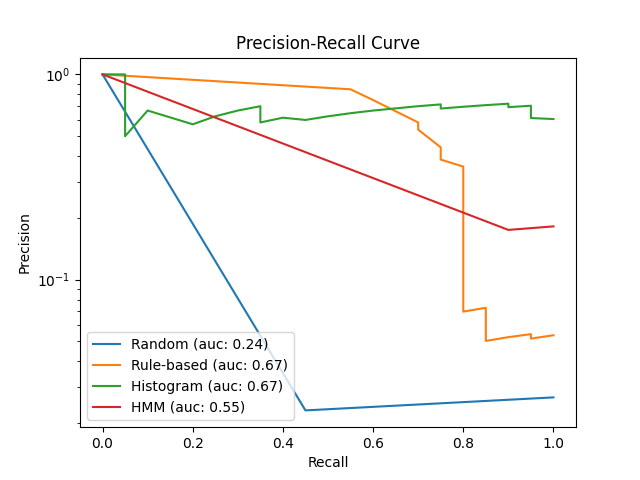 Precision-Recall Curve
Precision
10⁰
10⁻¹
Random (auc: 0.24)
Rule-based (auc: 0.67)
Histogram (auc: 0.67)
HMM (auc: 0.55)
0.0 0.2 0.4 0.6 0.8 1.0
Recall